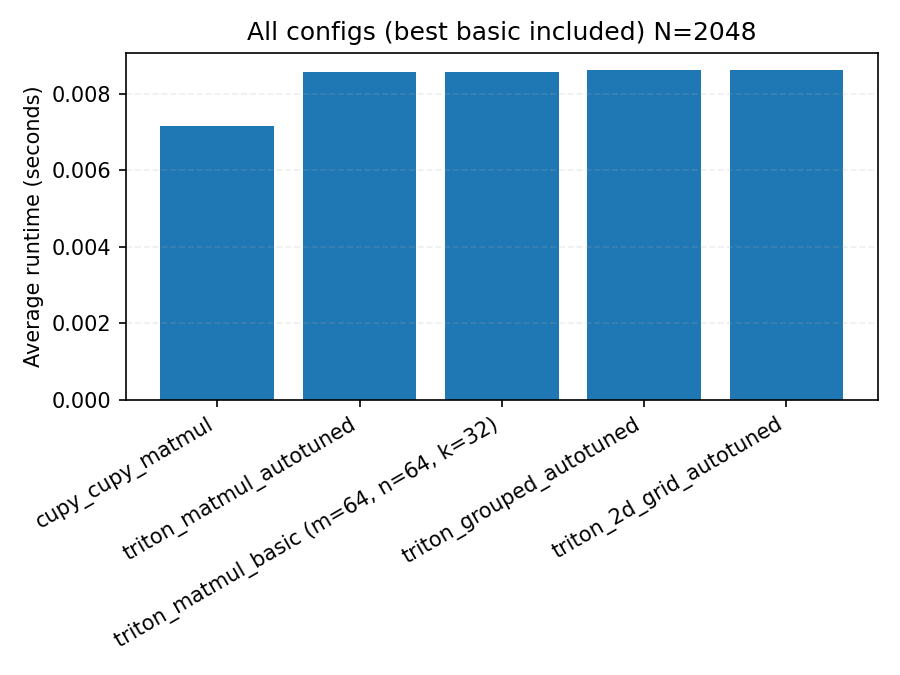 All configs (best basic included) N=2048
Average runtime (seconds)
0.008
0.006
0.004
0.002
0.000
cupy_cupy_matmul
triton_matmul_autotuned
triton_matmul_basic (m=64, n=64, k=32)
triton_grouped_autotuned
triton_2d_grid_autotuned